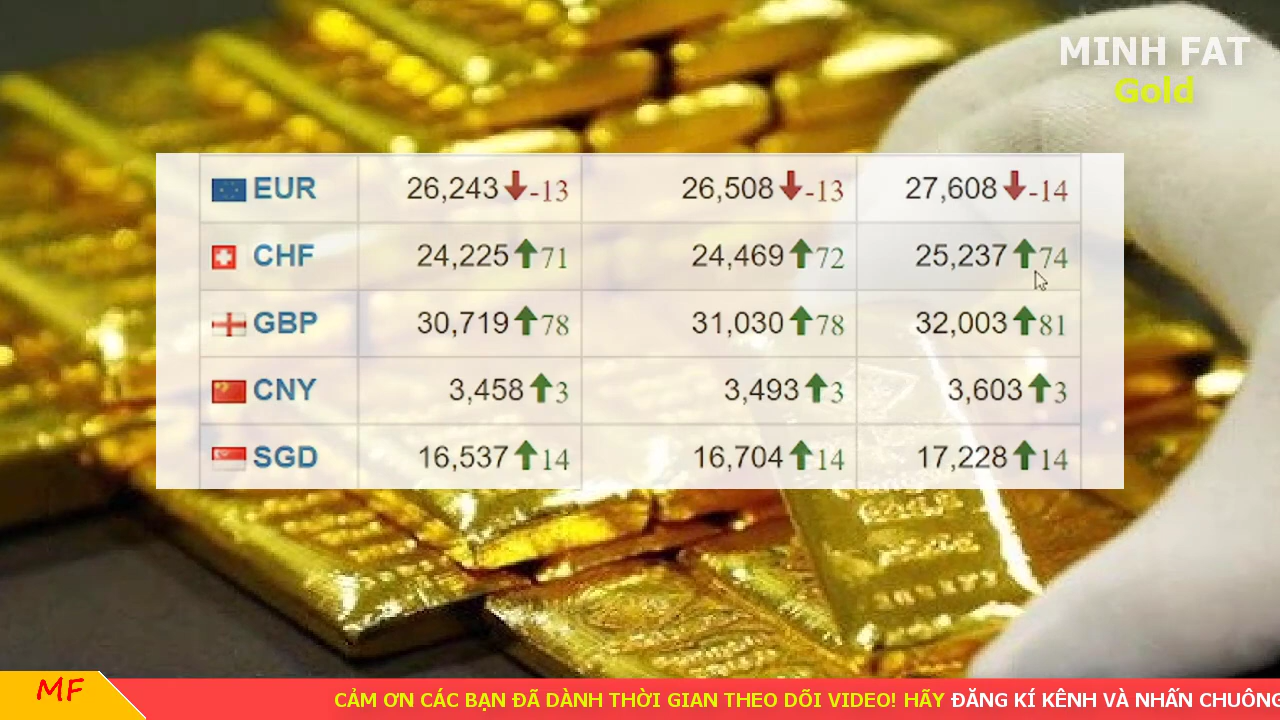 MINH FAT
Gold
EUR 26,243 -13 26,508 -13 27,608 -14
CHF 24,225 71 24,469 72 25,237 74
GBP 30,719 78 31,030 78 32,003 81
CNY 3,458 3 3,493 3 3,603 3
SGD 16,537 14 16,704 14 17,228 14
MF CẢM ƠN CÁC BẠN ĐÃ DÀNH THỜI GIAN THEO DÕI VIDEO! HÃY ĐĂNG KÍ KÊNH VÀ NHẤN CHUÔNG